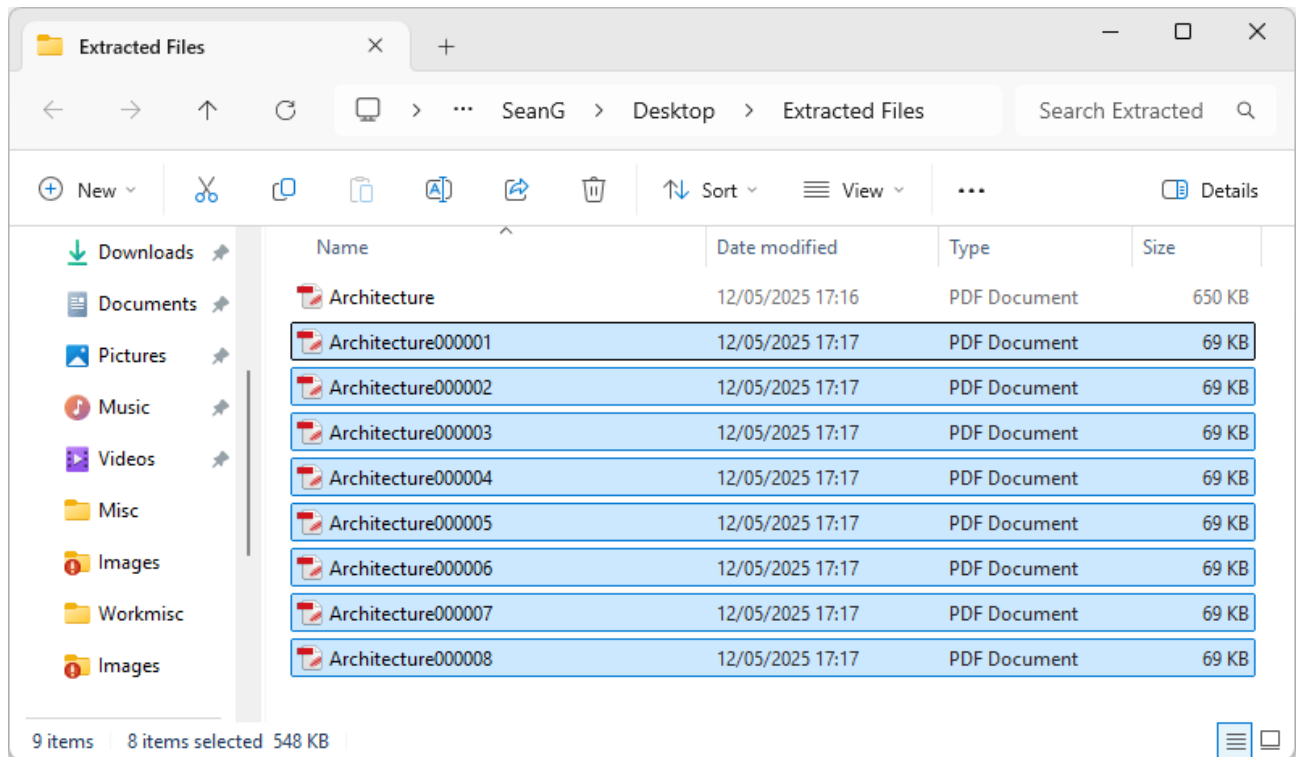 Extracted Files
··· SeanG Desktop Extracted Files
Search Extracted
New Sort View ··· Details
Name Date modified Type Size
Downloads
Documents
Pictures
Music
Videos
Misc
Images
Workmisc
Images
Architecture 12/05/2025 17:16 PDF Document 650 KB
Architecture000001 12/05/2025 17:17 PDF Document 69 KB
Architecture000002 12/05/2025 17:17 PDF Document 69 KB
Architecture000003 12/05/2025 17:17 PDF Document 69 KB
Architecture000004 12/05/2025 17:17 PDF Document 69 KB
Architecture000005 12/05/2025 17:17 PDF Document 69 KB
Architecture000006 12/05/2025 17:17 PDF Document 69 KB
Architecture000007 12/05/2025 17:17 PDF Document 69 KB
Architecture000008 12/05/2025 17:17 PDF Document 69 KB
9 items 8 items selected 548 KB